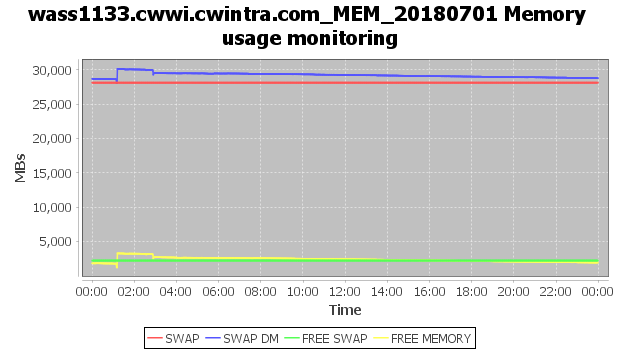 wass1133.cwwi.cwintra.com_MEM_20180701 Memory
usage monitoring
30,000
25,000
20,000
15,000
10,000
5,000
MBs
00:00 02:00 04:00 06:00 08:00 10:00 12:00 14:00 16:00 18:00 20:00 22:00 00:00
Time
SWAP SWAP DM FREE SWAP FREE MEMORY